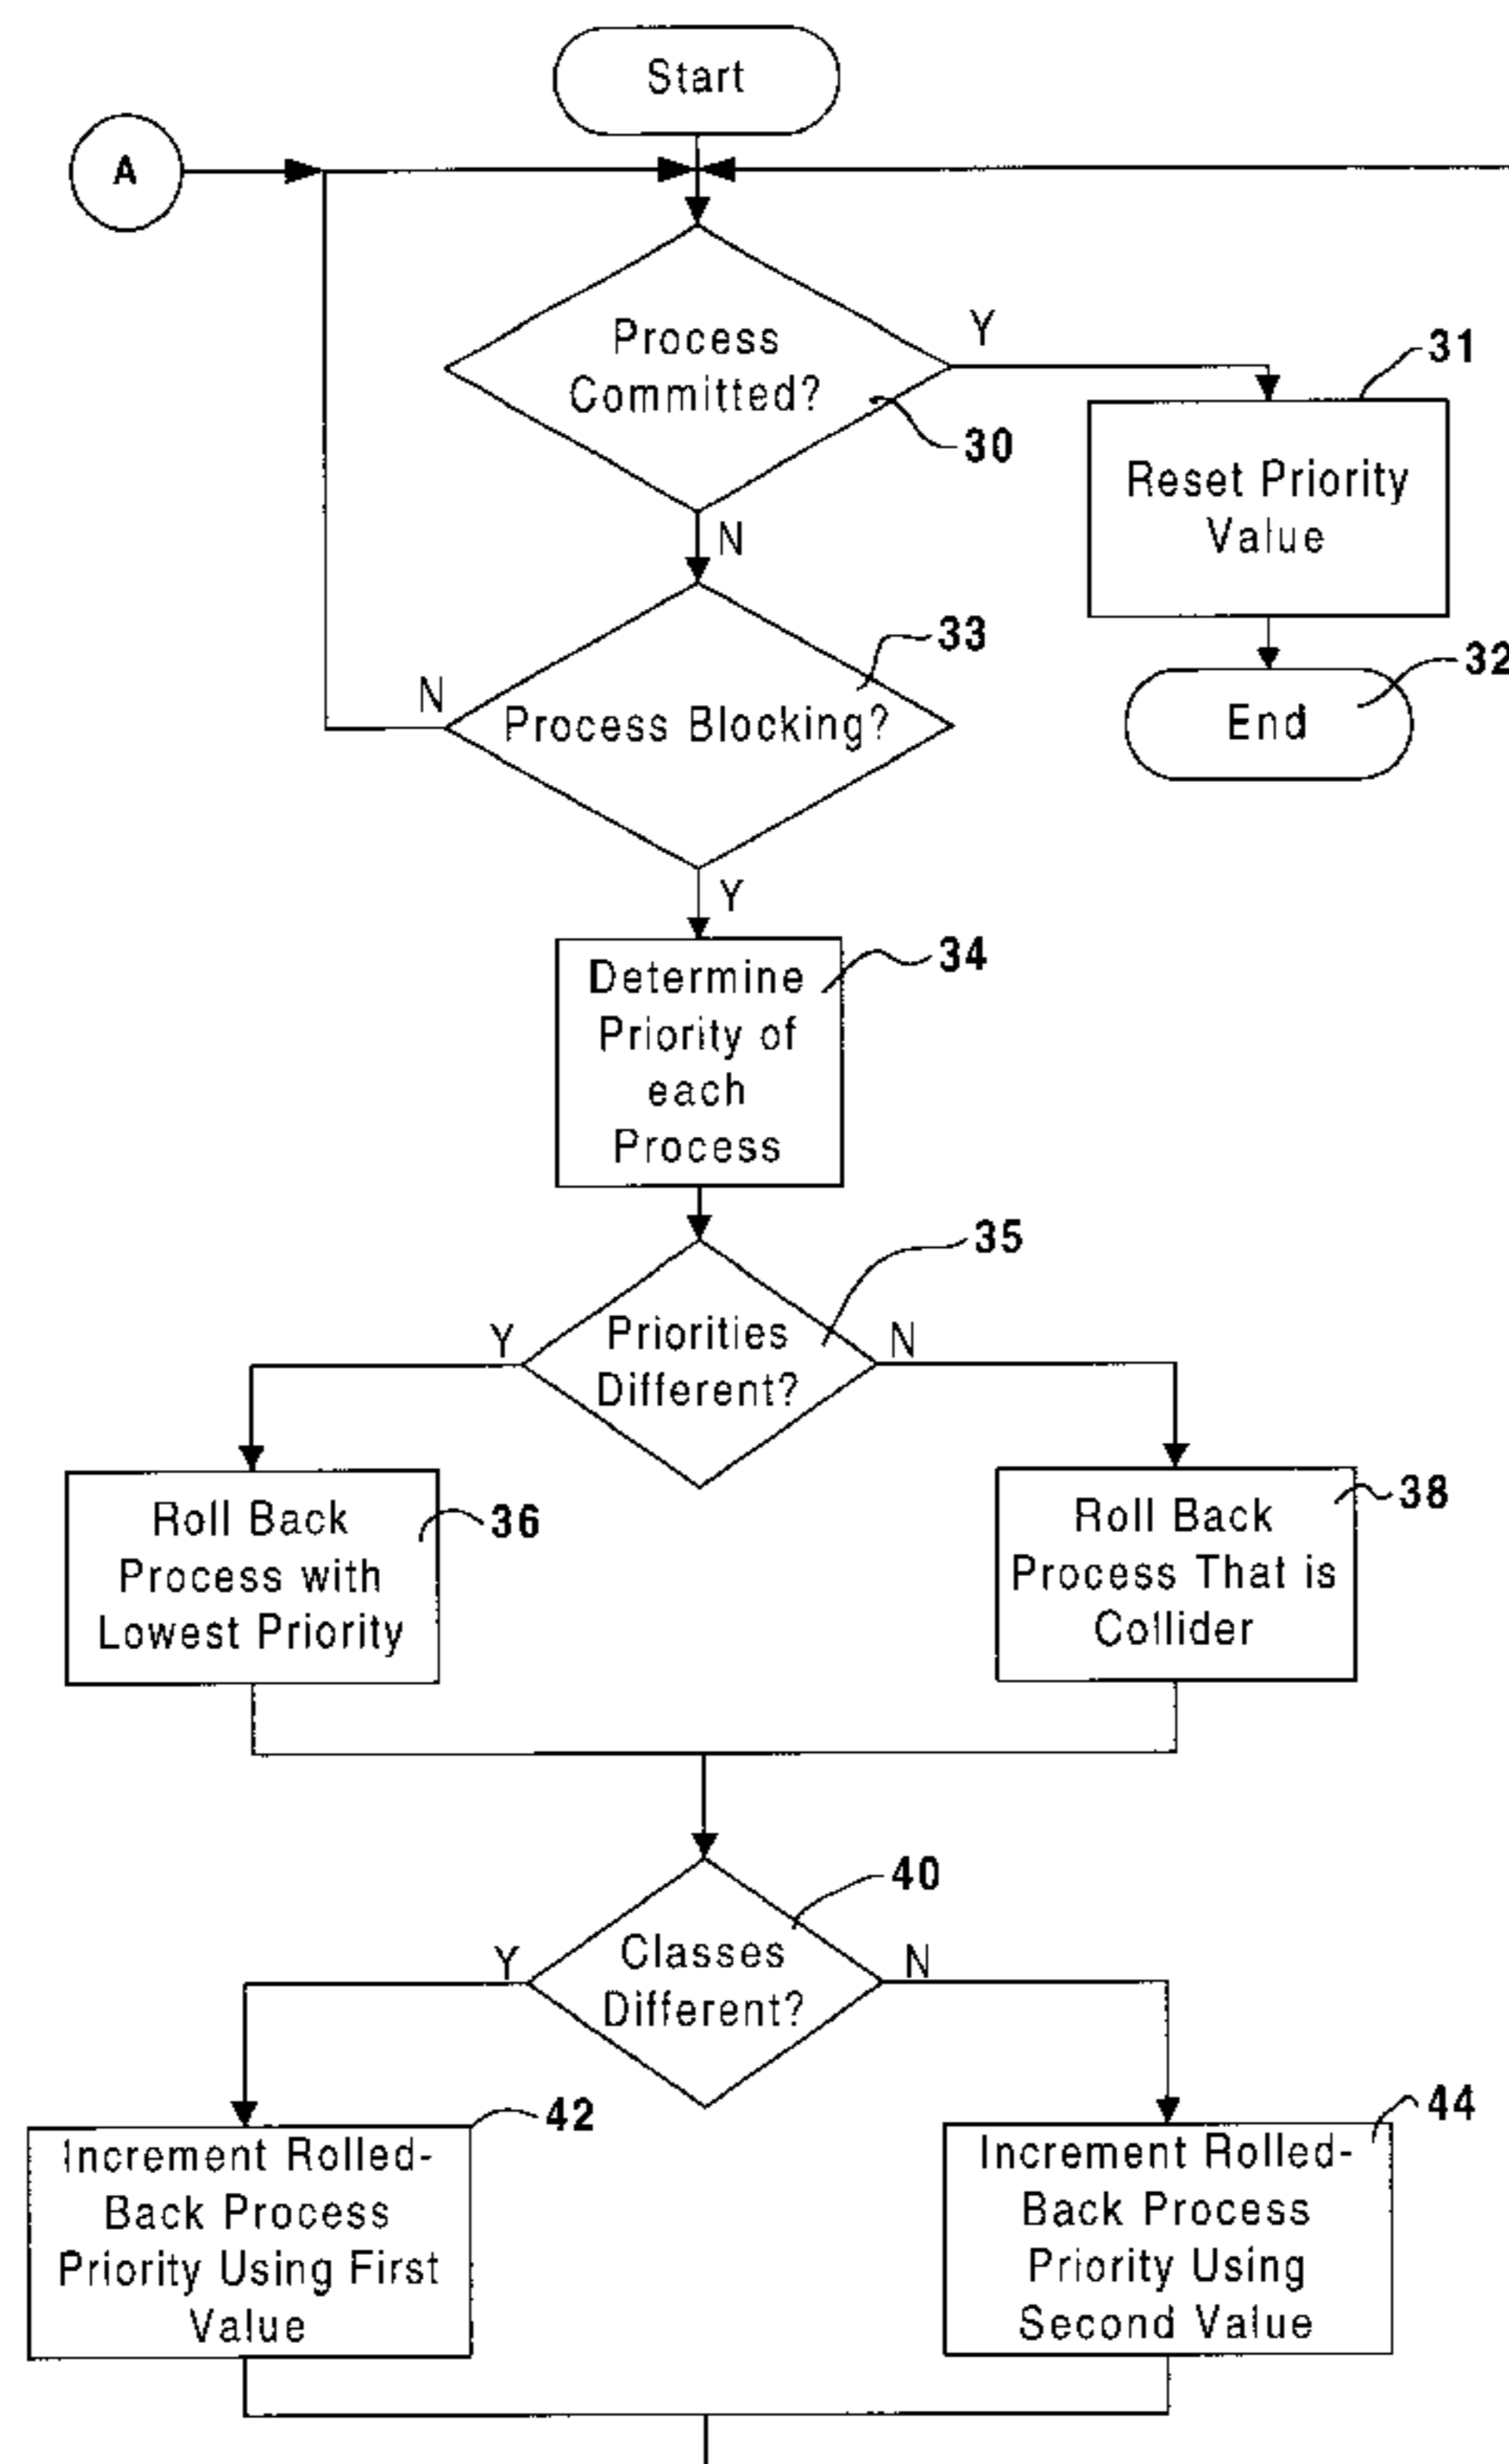 Start
A
Process
Committed?
Y
30
31
Reset Priority
Value
N
33
32
End
N
Process Blocking?
Y
34
Determine
Priority of
each
Process
35
Y
Priorities
Different?
N
Roll Back
Process with
Lowest Priority
36
Roll Back
Process That is
Collider
38
40
Y
Classes
Different?
N
42
Increment Rolled-
Back Process
Priority Using First
Value
44
Increment Rolled-
Back Process
Priority Using
Second Value